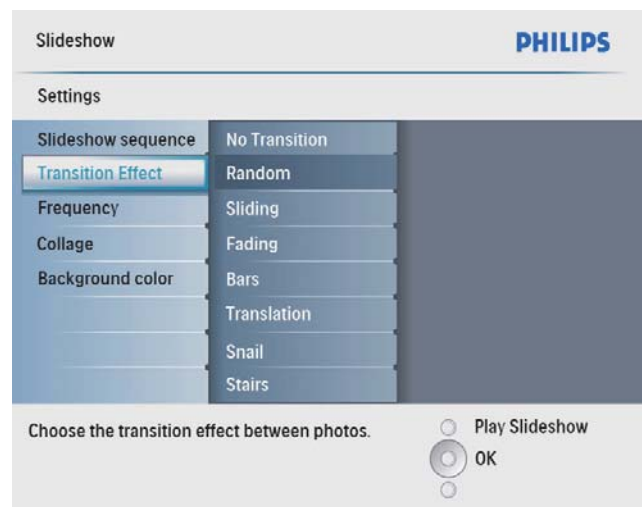 Slideshow
PHILIPS
Settings
Slideshow sequence
Transition Effect
Frequency
Collage
Background color
No Transition
Random
Sliding
Fading
Bars
Translation
Snail
Stairs
Choose the transition effect between photos.
Play Slideshow
OK